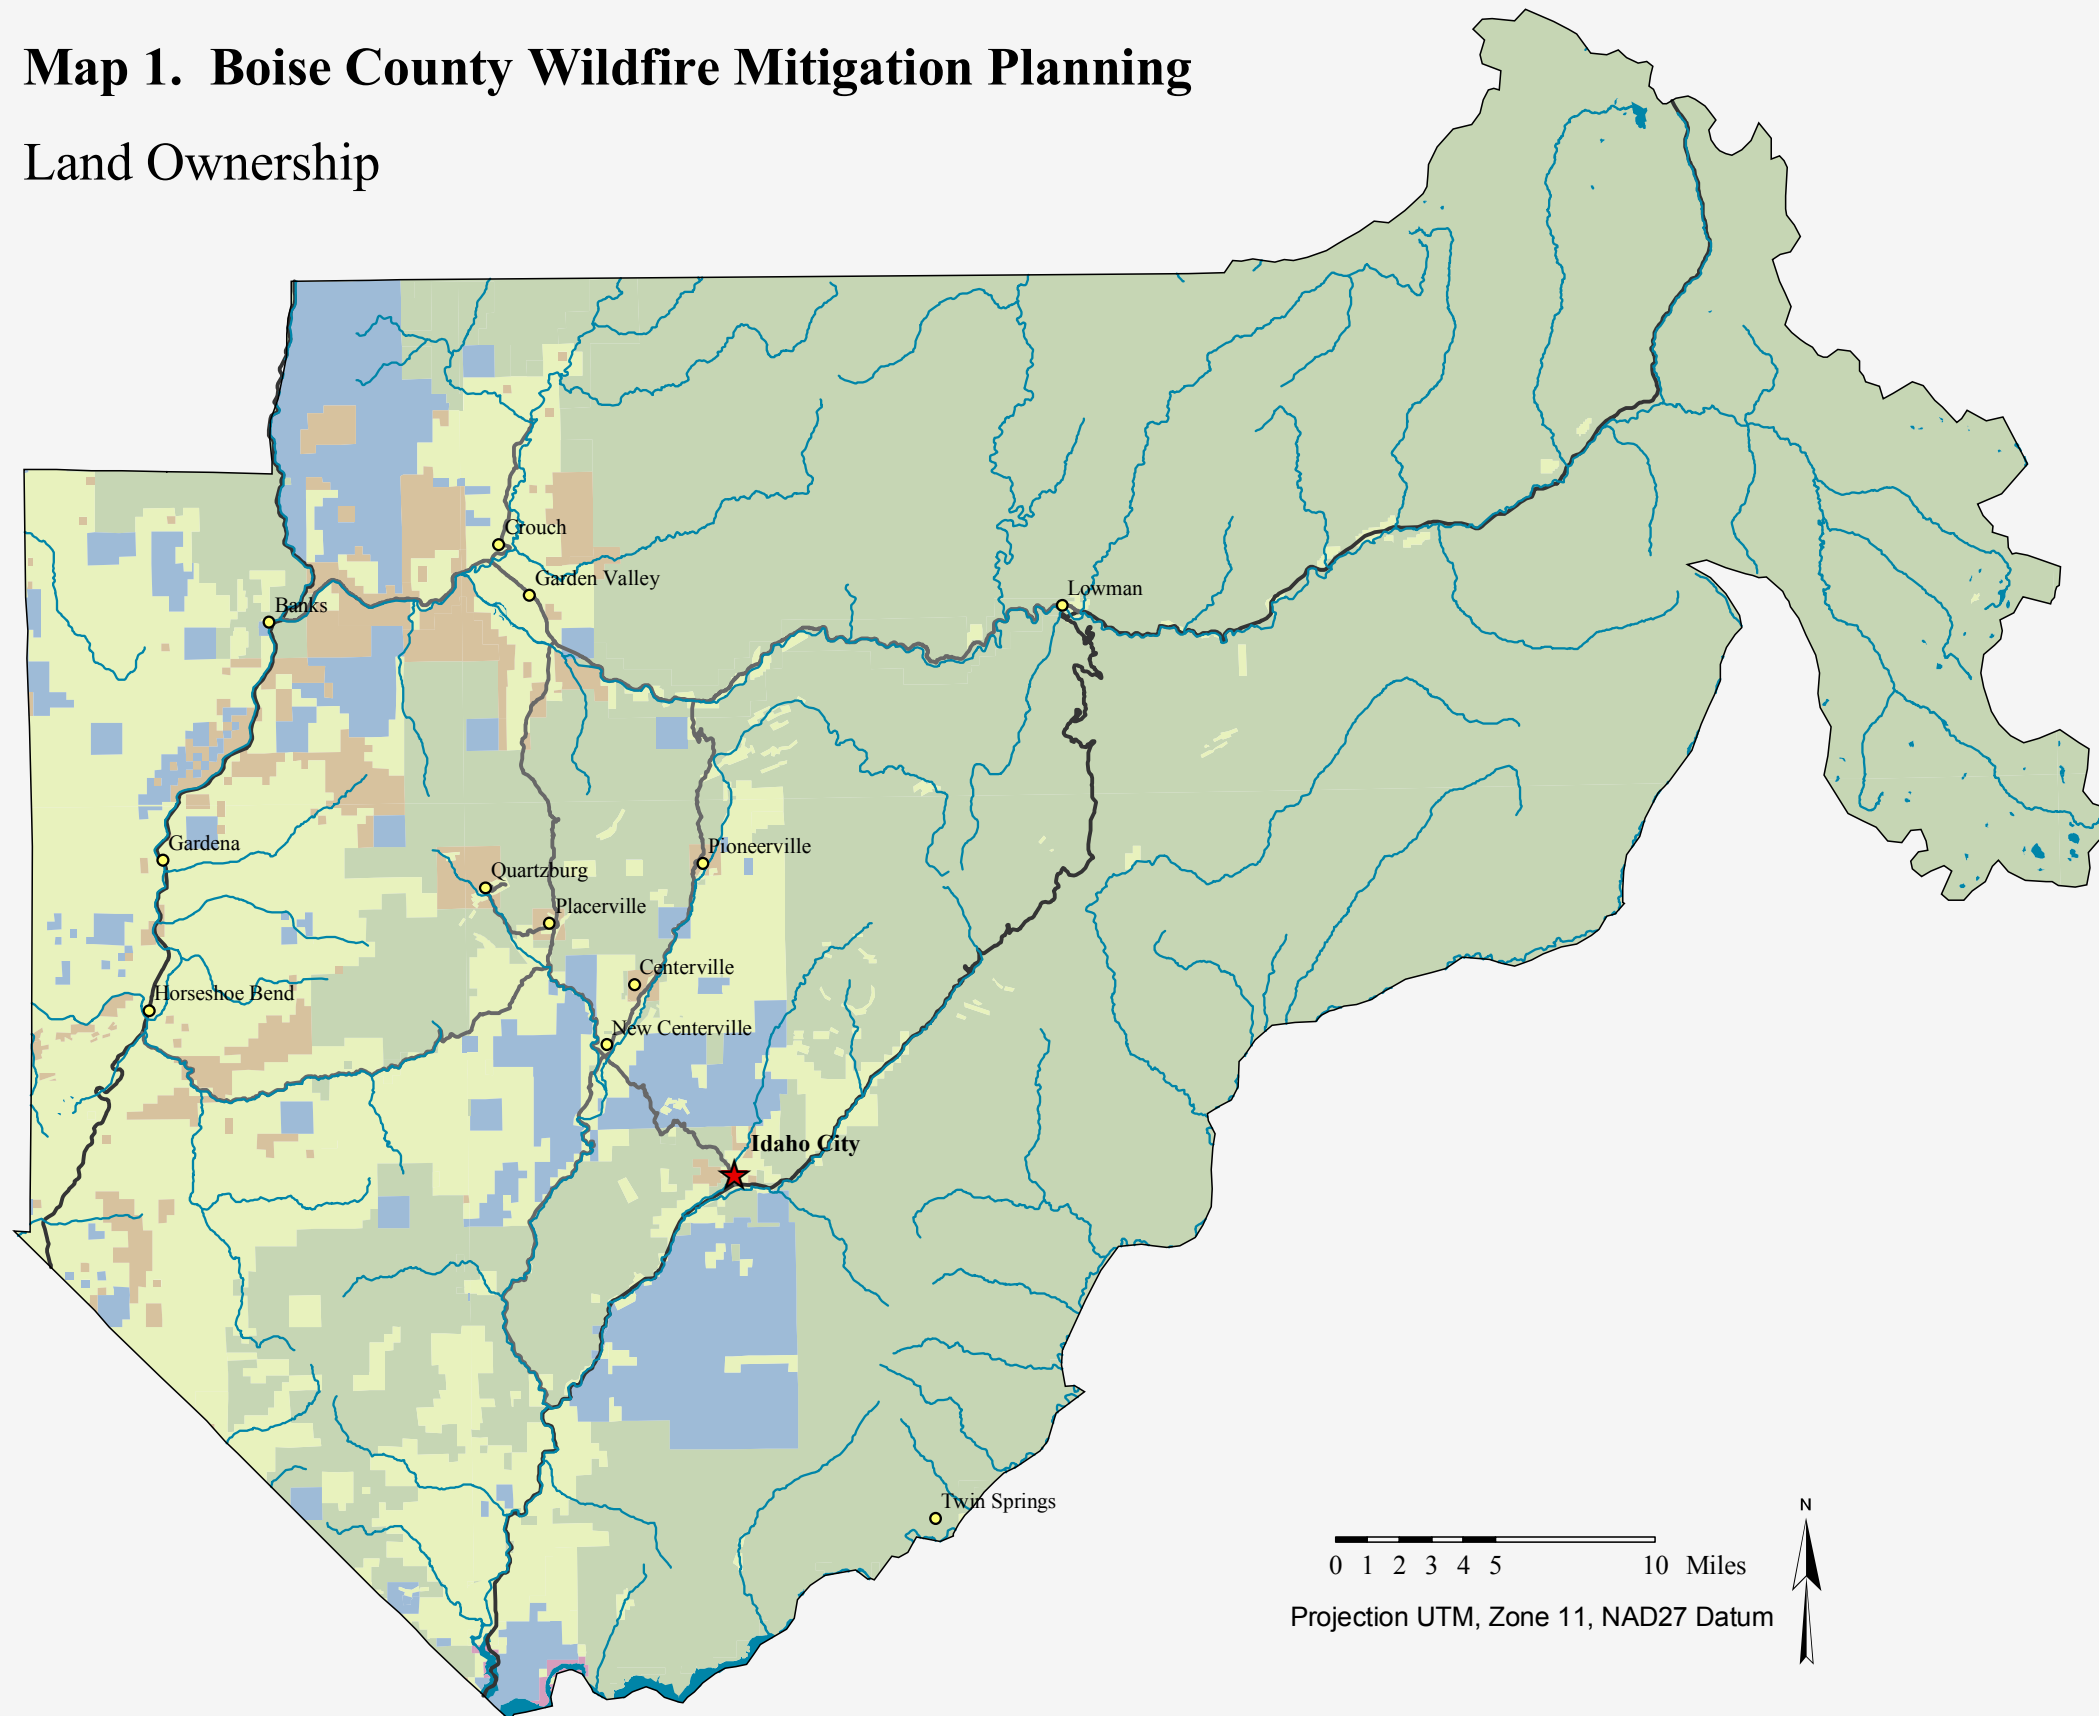 Map 1.  Boise County Wildfire Mitigation Planning
Land Ownership
Crouch
Garden Valley
Lowman
Banks
Gardena
Pioneerville
Quartzburg
Placerville
Centerville
Horseshoe Bend
New Centerville
Idaho City
Twin Springs
N
0 1 2 3 4 5 10 Miles
Projection UTM, Zone 11, NAD27 Datum